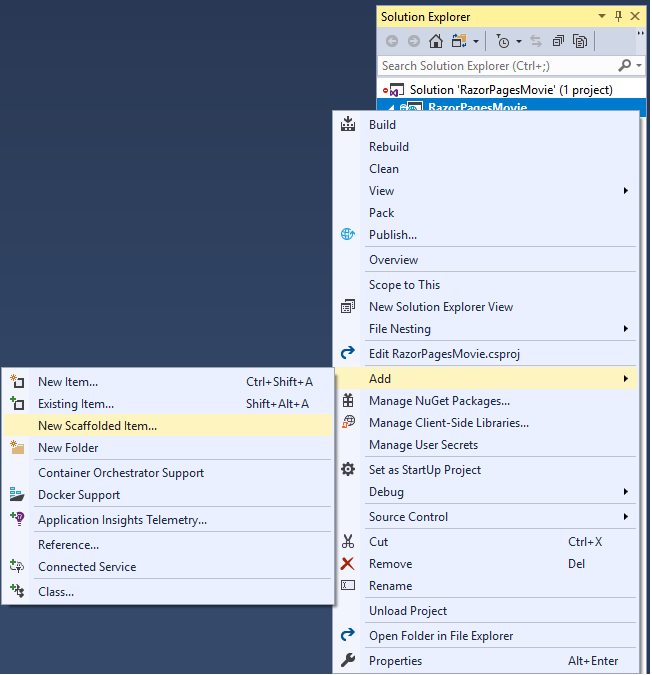 Solution Explorer
Search Solution Explorer (Ctrl+;)
Solution 'RazorPagesMovie' (1 project)
RazorPagesMovie
Build
Rebuild
Clean
View
Pack
Publish...
Overview
Scope to This
New Solution Explorer View
File Nesting
Edit RazorPagesMovie.csproj
Add
Manage NuGet Packages...
Manage Client-Side Libraries...
Manage User Secrets
Set as StartUp Project
Debug
Source Control
Cut Ctrl+X
Remove Del
Rename
Unload Project
Open Folder in File Explorer
Properties Alt+Enter
New Item... Ctrl+Shift+A
Existing Item... Shift+Alt+A
New Scaffolded Item...
New Folder
Container Orchestrator Support
Docker Support
Application Insights Telemetry...
Reference...
Connected Service
Class...